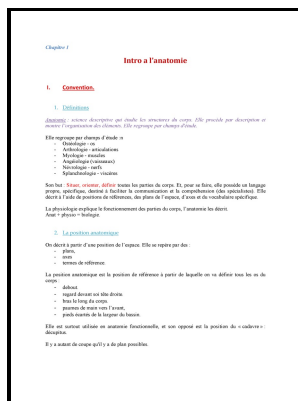 Chapitre 1
Intro a l'anatomie
1. Convention.
1. Définitions
Anatomie : science descriptive qui étudie les structures du corps. Elle procède par description et
montre l'organisation des éléments. Elle regroupe par champs d'étude.
Elle regroupe par champs d'étude :n
- Ostéologie - os
- Arthrologie - articulations
- Myologie - muscles
- Angéiologie (vaisseaux)
- Névrologie - nerfs
- Splanchnologie - viscères
Son but : Situer, orienter, définir toutes les parties du corps. Et, pour se faire, elle possède un langage
propre, spécifique, destiné à faciliter la communication et la compréhension (des spécialistes). Elle
décrit à l'aide de positions de références, des plans de l'espace, d'axes et de vocabulaire spécifique.
La physiologie explique le fonctionnement des parties du corps, l'anatomie les décrit.
Anat + physio = biologie.
2. La position anatomique
On décrit à partir d'une position de l'espace. Elle se repère par des :
- plans,
- axes
- termes de référence.
La position anatomique est la position de référence à partir de laquelle on va définir tous les os du
corps :
- debout
- regard devant soi tête droite
- bras le long du corps.
- paumes de main vers l'avant,
- pieds écartés de la largeur du bassin.
Elle est surtout utilisée en anatomie fonctionnelle, et son opposé est la position du « cadavre » :
décubitus.
Il y a autant de coupe qu'il y a de plan possibles.